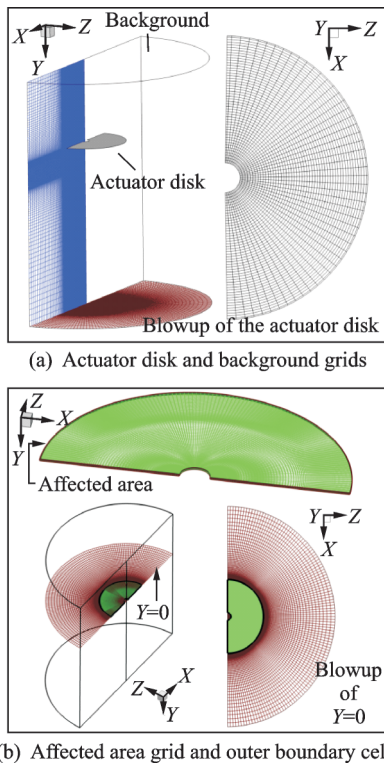 Background
X
Z
Y
Y
Z
X
Actuator disk
Blowup of the actuator disk
(a) Actuator disk and background grids
Z
X
Y
Affected area
Y
Z
X
Y=0
X
Z
Y
Blowup
of
Y=0
(b) Affected area grid and outer boundary cel